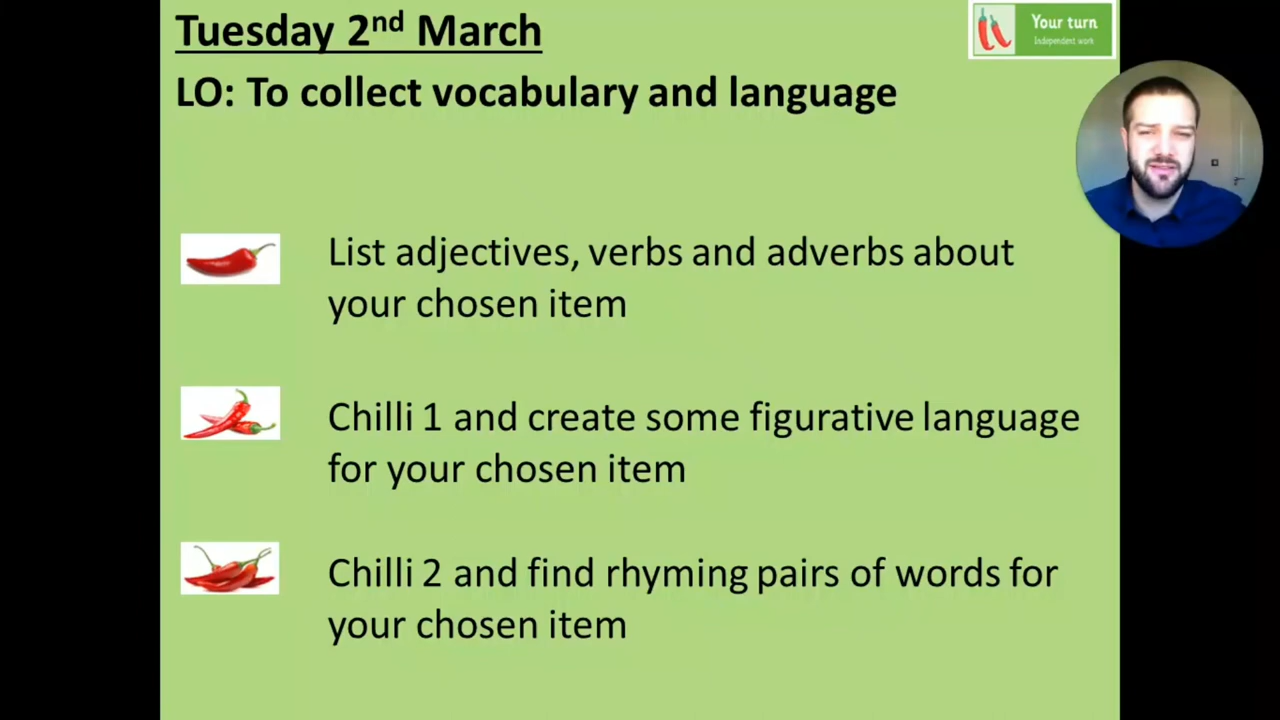 Tuesday 2nd March
Your turn
Independent work
LO: To collect vocabulary and language
List adjectives, verbs and adverbs about
your chosen item
Chilli 1 and create some figurative language
for your chosen item
Chilli 2 and find rhyming pairs of words for
your chosen item